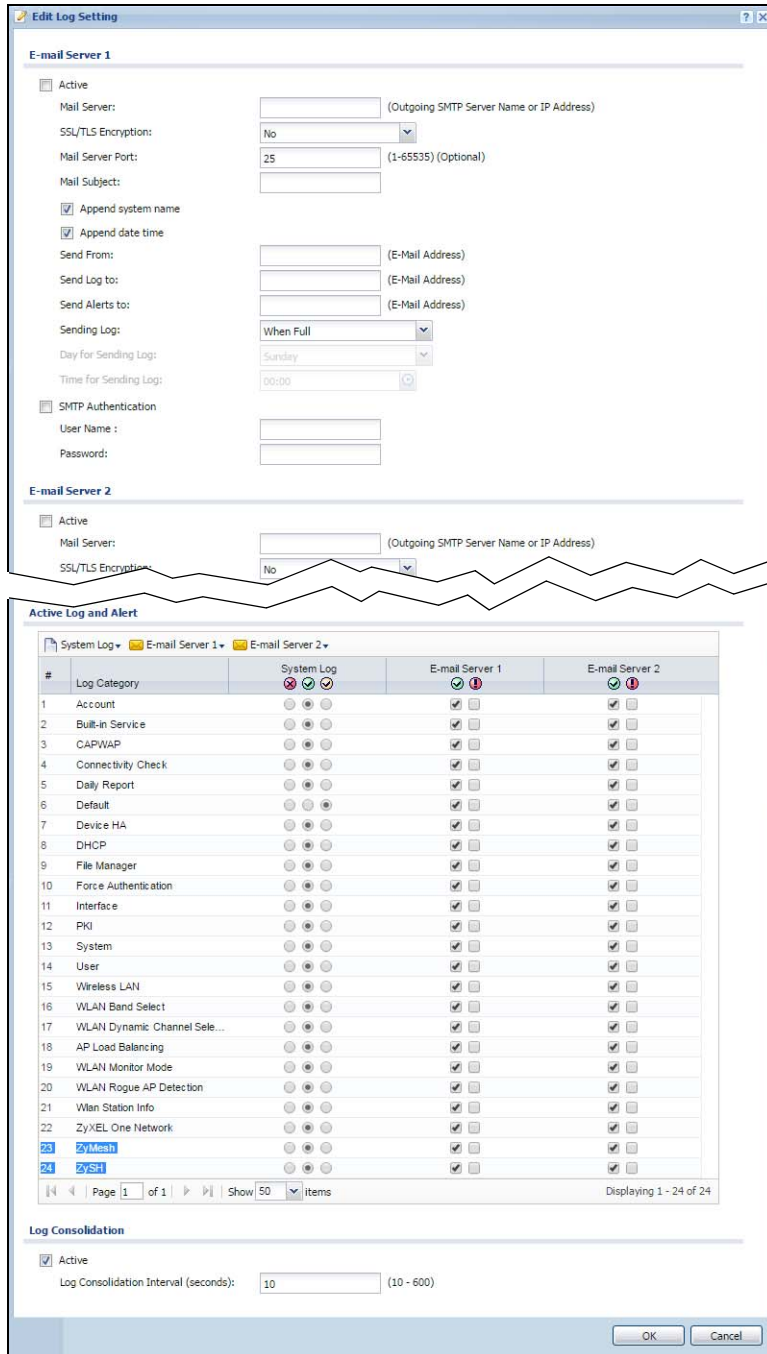 Edit Log Setting
E-mail Server 1
Active
Mail Server: (Outgoing SMTP Server Name or IP Address)
SSL/TLS Encryption: No
Mail Server Port: 25 (1-65535) (Optional)
Mail Subject:
Append system name
Append date time
Send From: (E-Mail Address)
Send Log to: (E-Mail Address)
Send Alerts to: (E-Mail Address)
Sending Log: When Full
Day for Sending Log: Sunday
Time for Sending Log: 00:00
SMTP Authentication
User Name :
Password:
E-mail Server 2
Active
Mail Server: (Outgoing SMTP Server Name or IP Address)
SSL/TLS Encryption: No
Active Log and Alert
System Log E-mail Server 1 E-mail Server 2
# Log Category System Log E-mail Server 1 E-mail Server 2
1 Account
2 Built-in Service
3 CAPWAP
4 Connectivity Check
5 Daily Report
6 Default
7 Device HA
8 DHCP
9 File Manager
10 Force Authentication
11 Interface
12 PKI
13 System
14 User
15 Wireless LAN
16 WLAN Band Select
17 WLAN Dynamic Channel Sele...
18 AP Load Balancing
19 WLAN Monitor Mode
20 WLAN Rogue AP Detection
21 Wlan Station Info
22 ZyXEL One Network
23 ZyMesh
24 ZySH
Page 1 of 1 Show 50 items Displaying 1 - 24 of 24
Log Consolidation
Active
Log Consolidation Interval (seconds): 10 (10 - 600)
OK Cancel